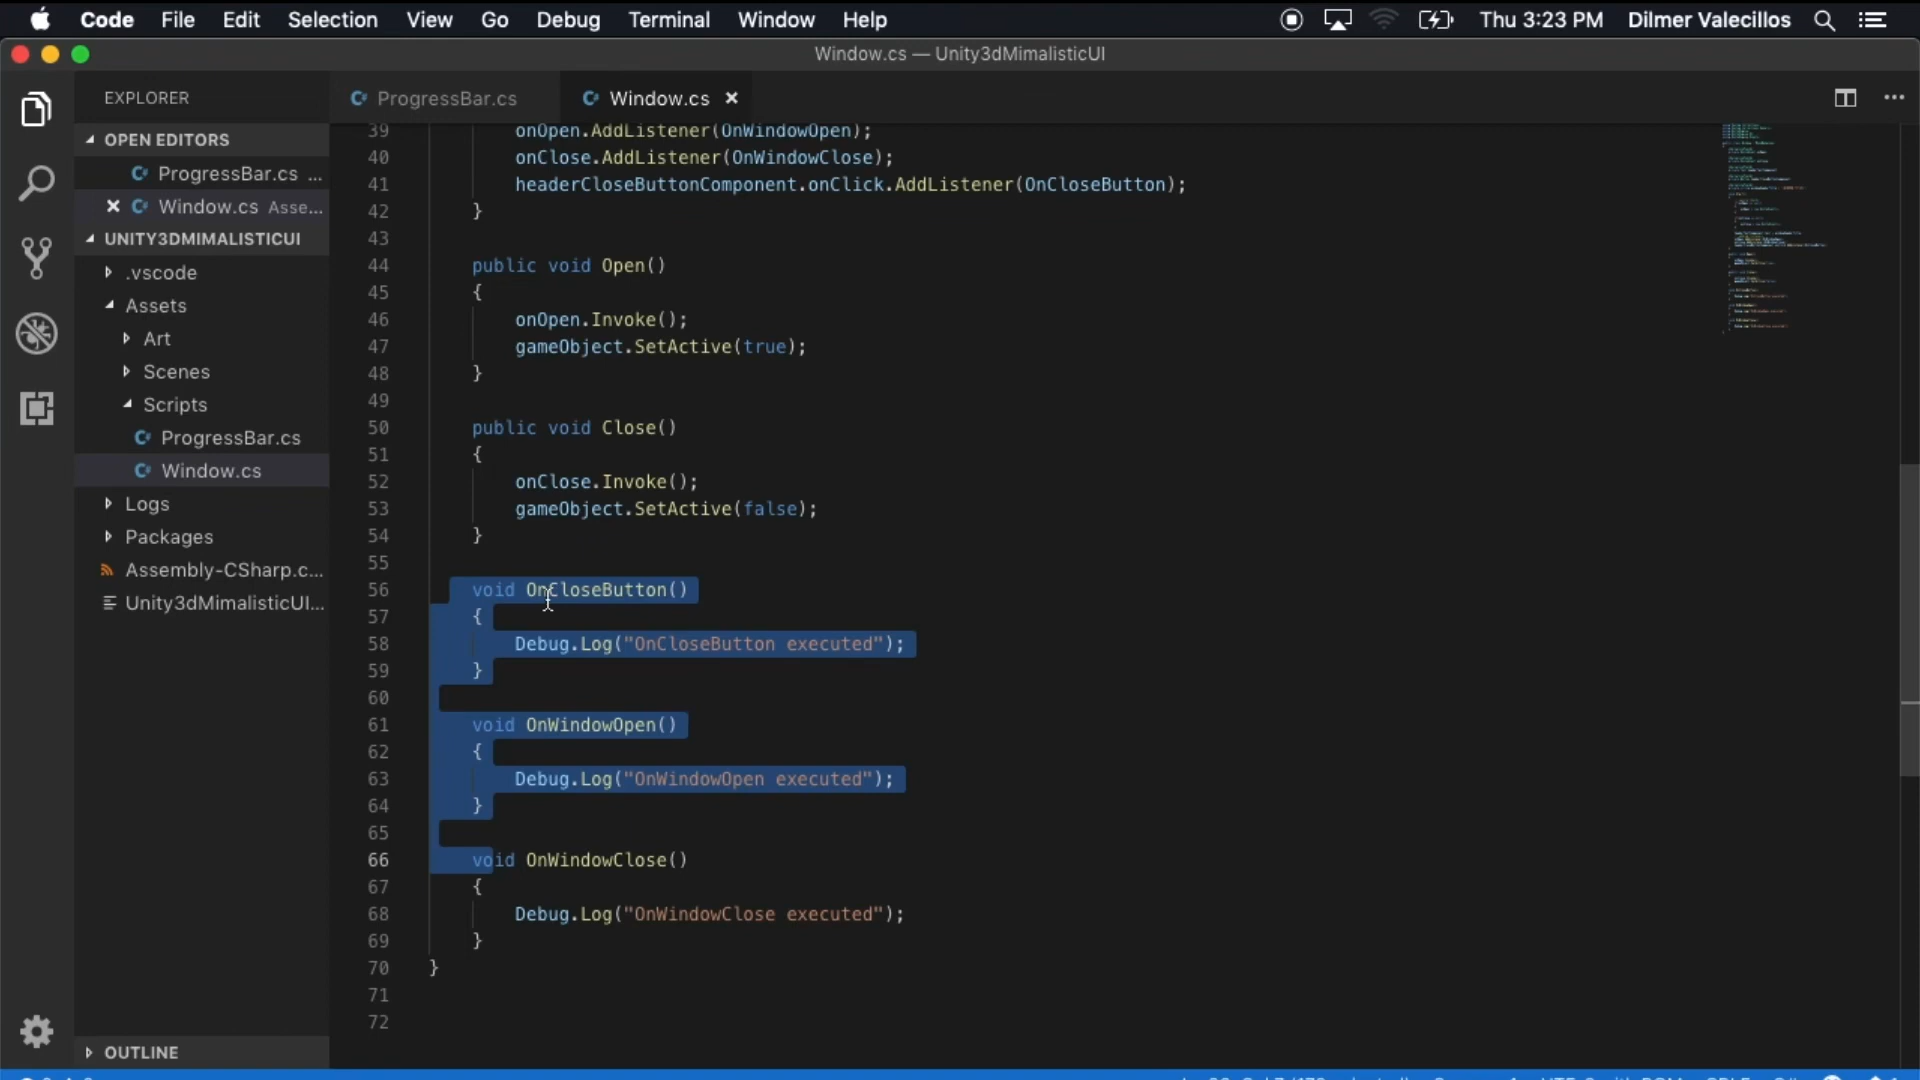 Code File Edit Selection View Go Debug Terminal Window Help Thu 3:23 PM Dilmer Valecillos
Window.cs — Unity3dMimalisticUI
EXPLORER
OPEN EDITORS
ProgressBar.cs ...
Window.cs Asse...
UNITY3DMIMALISTICUI
.vscode
Assets
Art
Scenes
Scripts
ProgressBar.cs
Window.cs
Logs
Packages
Assembly-CSharp.c...
Unity3dMimalisticUI...
OUTLINE
ProgressBar.cs Window.cs
39 onOpen.AddListener(OnWindowOpen);
40 onClose.AddListener(OnWindowClose);
41 headerCloseButtonComponent.onClick.AddListener(OnCloseButton);
42 }
43
44 public void Open()
45 {
46 onOpen.Invoke();
47 gameObject.SetActive(true);
48 }
49
50 public void Close()
51 {
52 onClose.Invoke();
53 gameObject.SetActive(false);
54 }
55
56 void OnCloseButton()
57 {
58 Debug.Log("OnCloseButton executed");
59 }
60
61 void OnWindowOpen()
62 {
63 Debug.Log("OnWindowOpen executed");
64 }
65
66 void OnWindowClose()
67 {
68 Debug.Log("OnWindowClose executed");
69 }
70 }
71
72